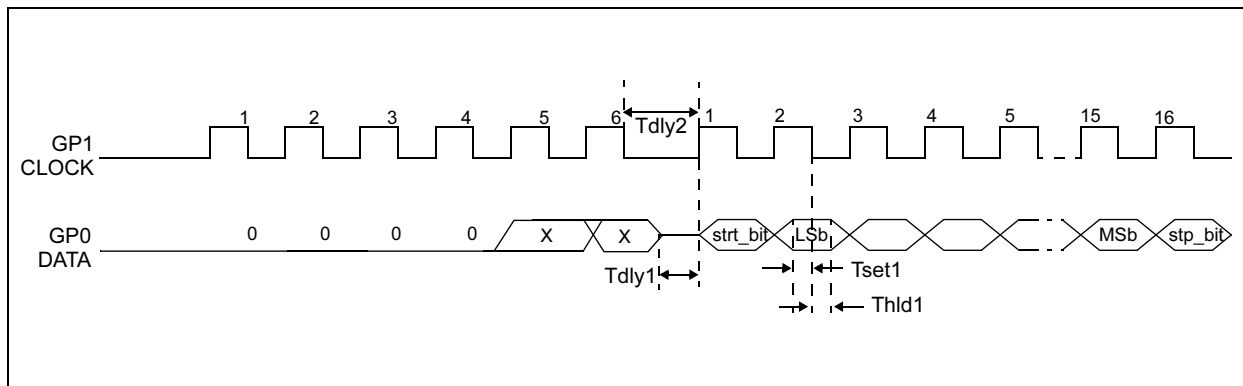 1 2 3 4 5 6 1 2 3 4 5 15 16
Tdly2
GP1
CLOCK
0 0 0 0 X X strt_bit LSb MSb stp_bit
GP0
DATA
Tdly1
Tset1
Thld1